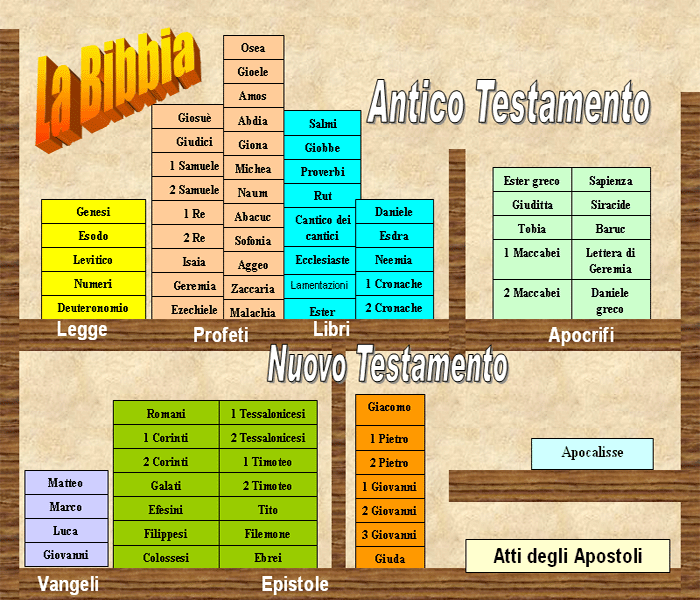 La Bibbia
Antico Testamento
Genesi
Esodo
Levitico
Numeri
Deuteronomio
Legge
Giosuè
Giudici
1 Samuele
2 Samuele
1 Re
2 Re
Isaia
Geremia
Ezechiele
Osea
Gioele
Amos
Abdia
Giona
Michea
Naum
Abacuc
Sofonia
Aggeo
Zaccaria
Malachia
Profeti
Salmi
Giobbe
Proverbi
Rut
Cantico dei
cantici
Ecclesiaste
Lamentazioni
Ester
Daniele
Esdra
Neemia
1 Cronache
2 Cronache
Libri
Ester greco
Giuditta
Tobia
1 Maccabei
2 Maccabei
Sapienza
Siracide
Baruc
Lettera di
Geremia
Daniele
greco
Apocrifi
Nuovo Testamento
Matteo
Marco
Luca
Giovanni
Vangeli
Romani
1 Corinti
2 Corinti
Galati
Efesini
Filippesi
Colossesi
1 Tessalonicesi
2 Tessalonicesi
1 Timoteo
2 Timoteo
Tito
Filemone
Ebrei
Epistole
Giacomo
1 Pietro
2 Pietro
1 Giovanni
2 Giovanni
3 Giovanni
Giuda
Apocalisse
Atti degli Apostoli